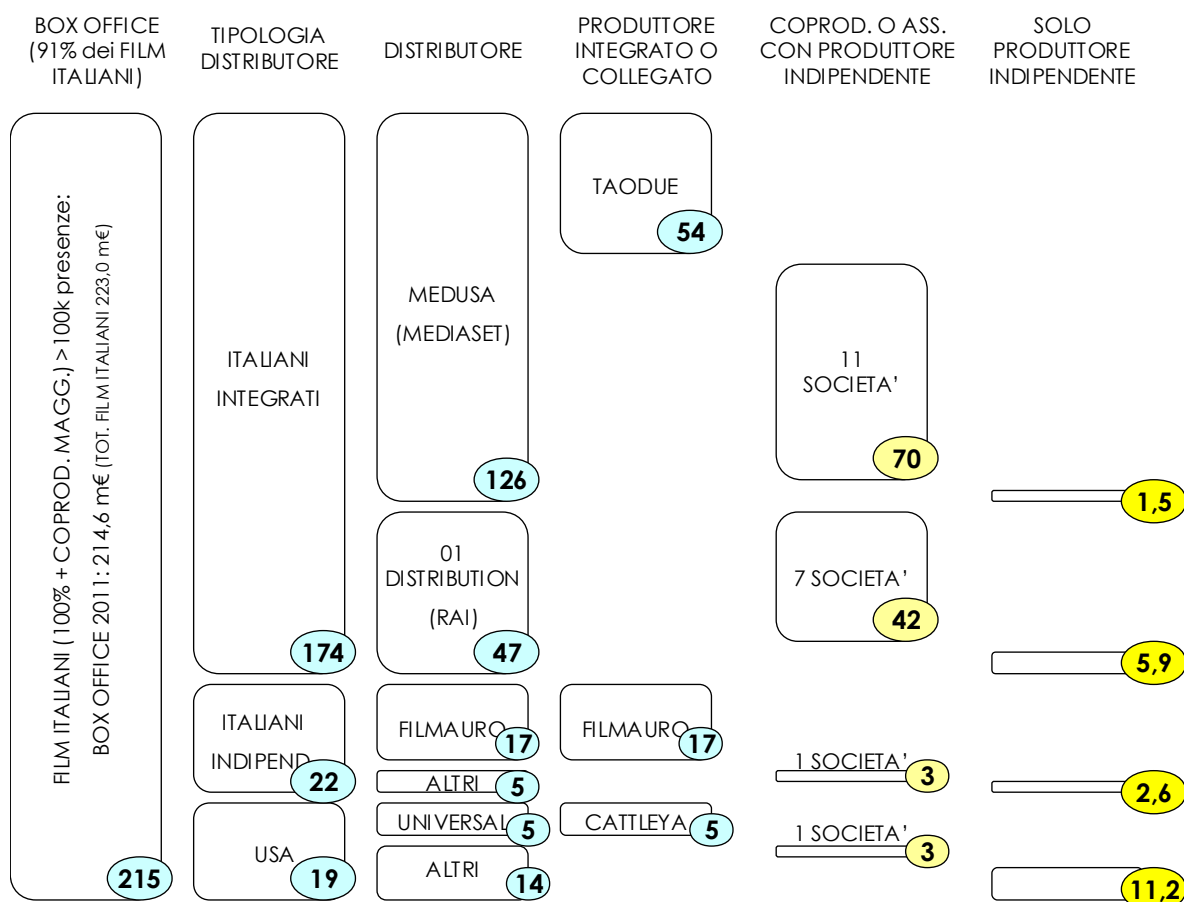 BOX OFFICE
(91% dei FILM
ITALIANI)
TIPOLOGIA
DISTRIBUTORE
DISTRIBUTORE
PRODUTTORE
INTEGRATO O
COLLEGATO
COPROD. O ASS.
CON PRODUTTORE
INDIPENDENTE
SOLO
PRODUTTORE
INDIPENDENTE
FILM ITALIANI (100% + COPROD. MAGG.) >100k presenze:
BOX OFFICE 2011: 214,6 m€ (TOT. FILM ITALIANI 223,0 m€)
215
ITALIANI
INTEGRATI
174
ITALIANI
INDIPEND.
22
USA
19
MEDUSA
(MEDIASET)
126
01
DISTRIBUTION
(RAI)
47
FILMAURO
17
ALTRI
5
UNIVERSAL
5
ALTRI
14
TAODUE
54
FILMAURO
17
CATTLEYA
5
11
SOCIETA'
70
7 SOCIETA'
42
1 SOCIETA'
3
1 SOCIETA'
3
1,5
5,9
2,6
11,2